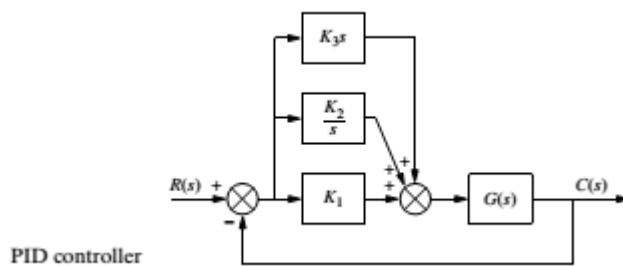 K₃s
K₂
s
R(s)
+
−
K₁
+
+
+
G(s)
C(s)
PID controller